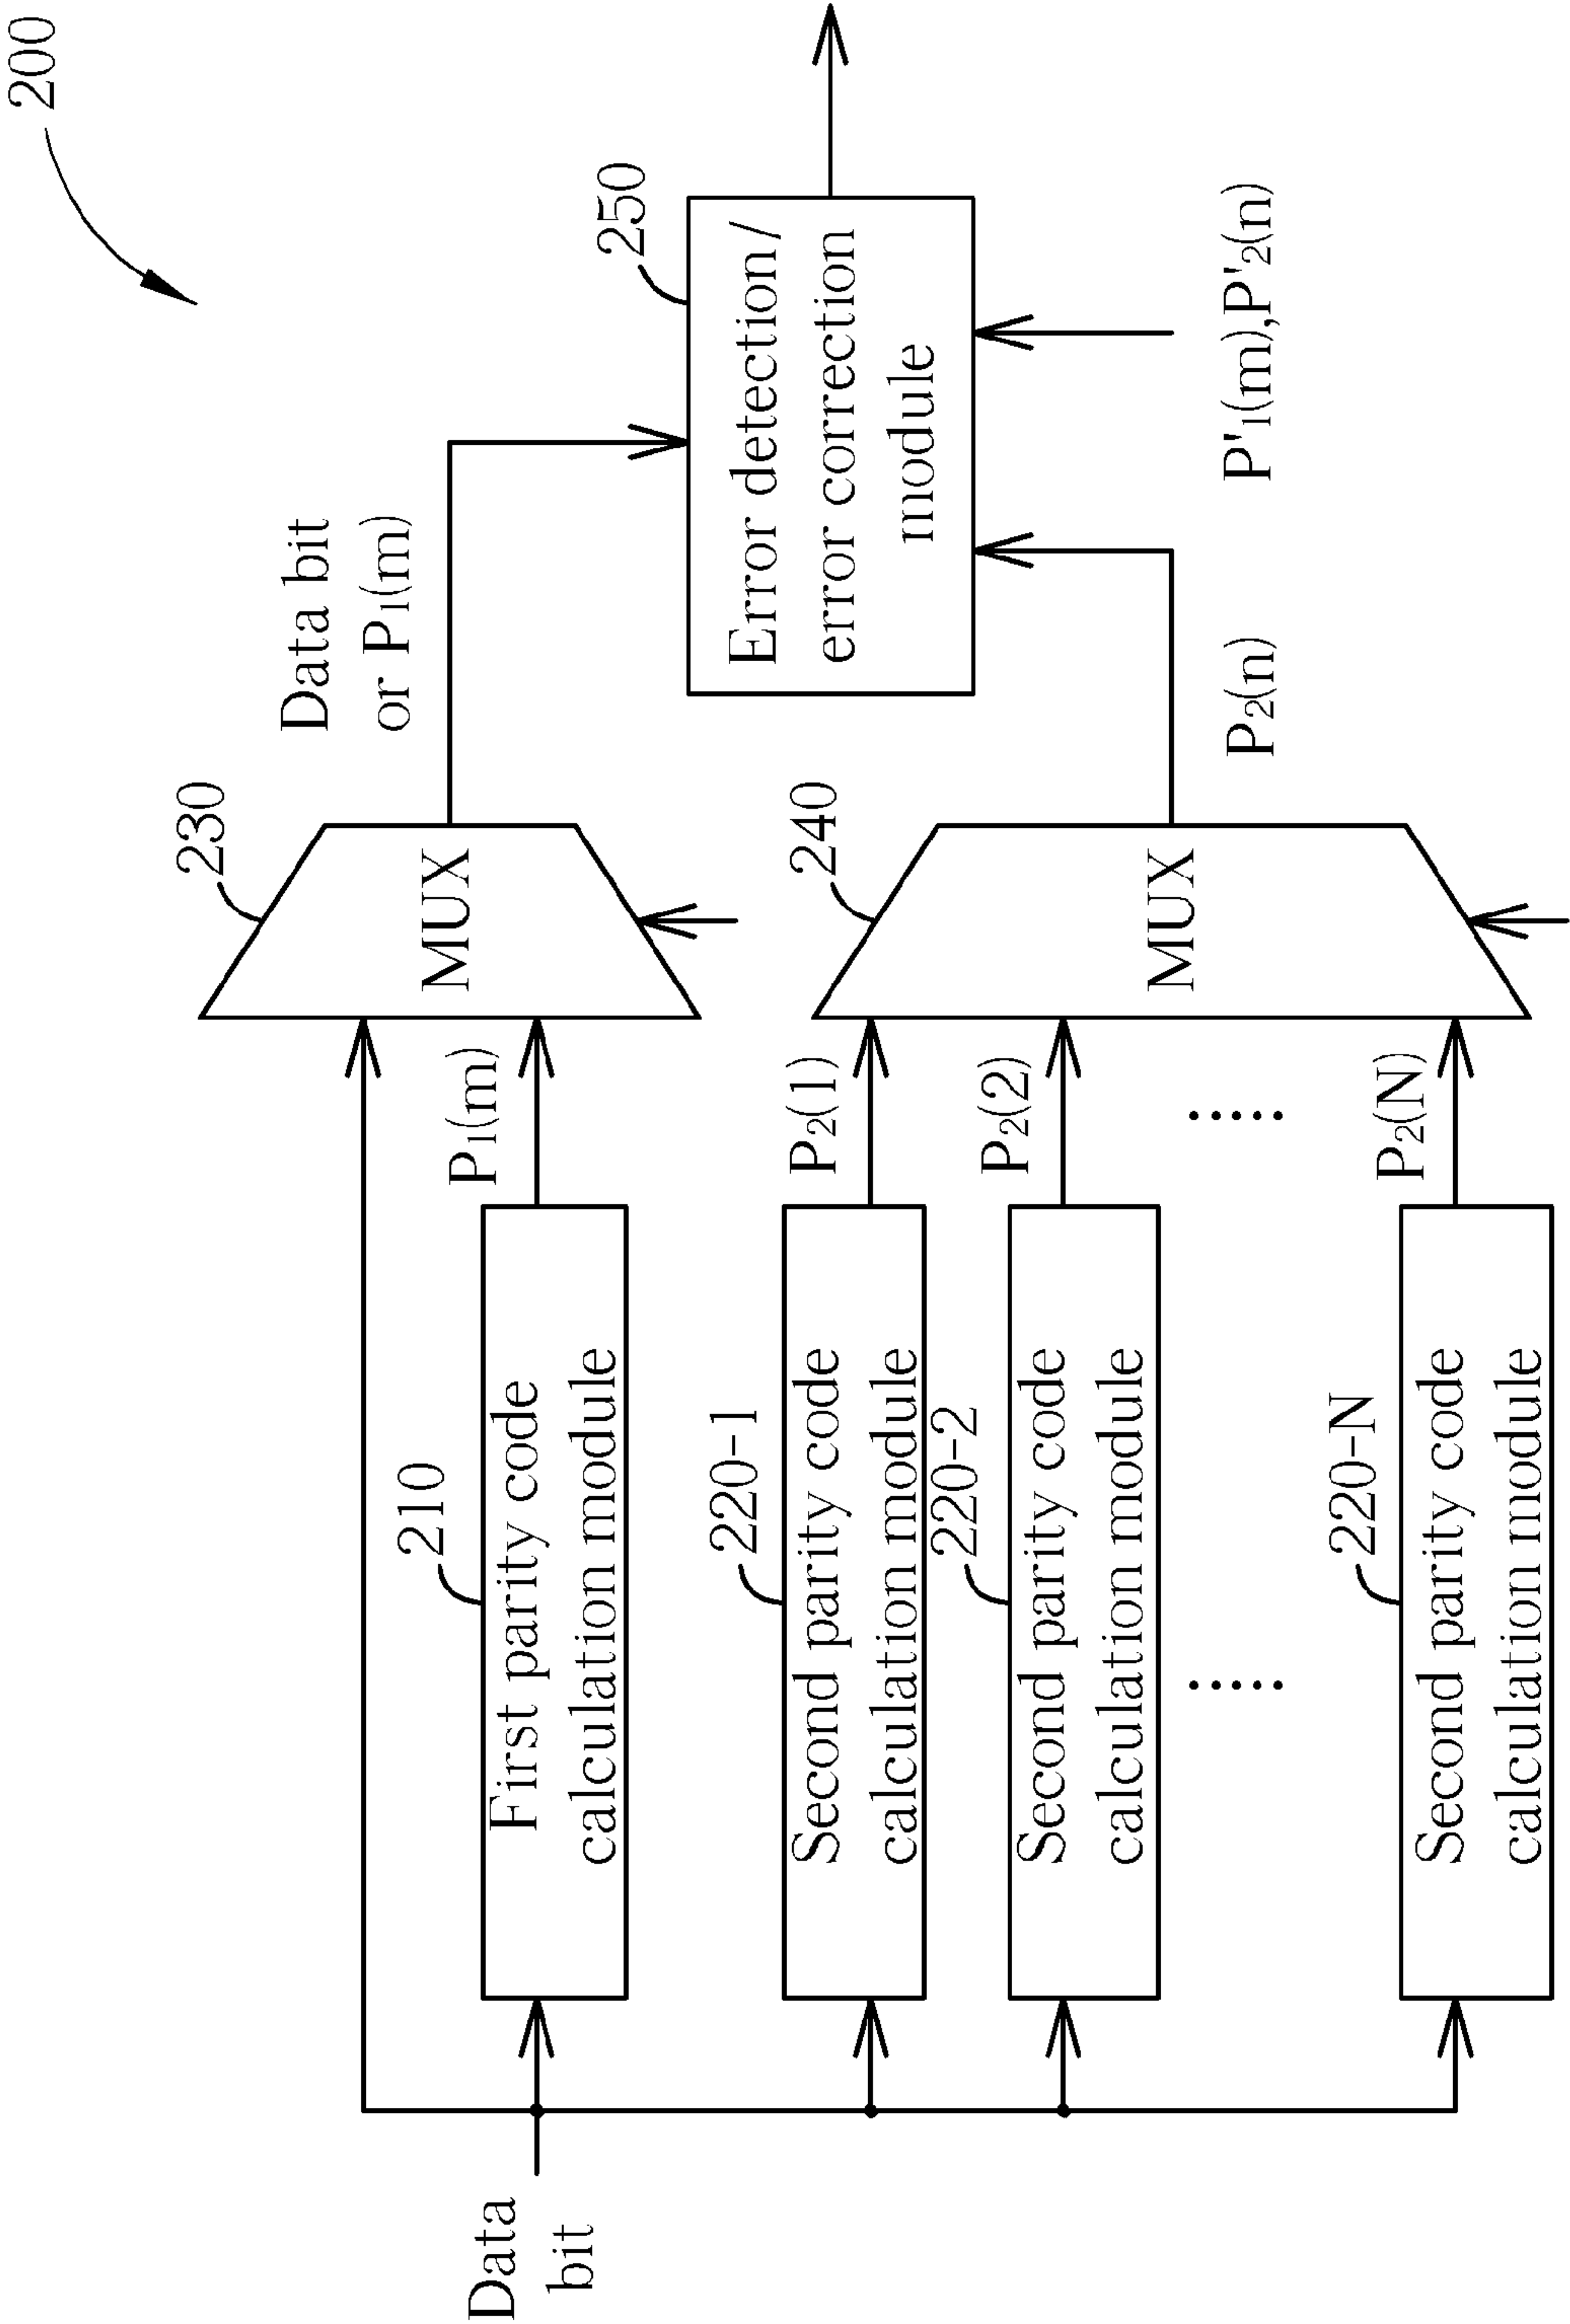 200
Data bit
or P₁(m)
230
250
Error detection/
error correction
module
MUX
P₁(m)
210
First parity code
calculation module
Data
bit
240
MUX
P₂(n)
P'₁(m),P'₂(n)
P₂(1)
220-1
Second parity code
calculation module
P₂(2)
220-2
Second parity code
calculation module
.....
.....
P₂(N)
220-N
Second parity code
calculation module